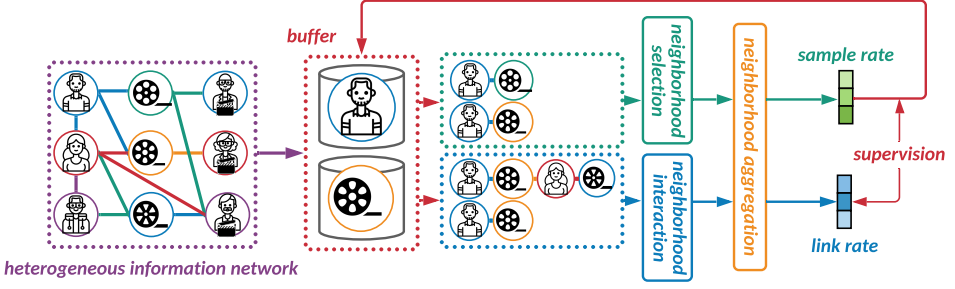 buffer
neighborhood
selection
neighborhood aggregation
sample rate
supervision
neighborhood
interaction
link rate
heterogeneous information network